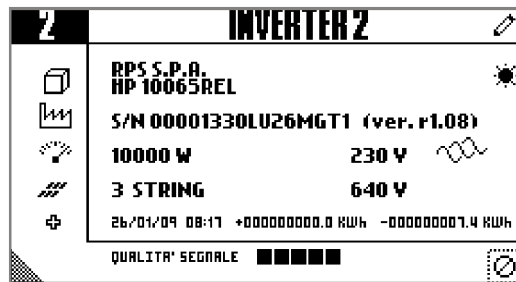 2 INVERTER 2
RPS S.P.A.
HP 10065REL
S/N 00001330LU26MGT1 (ver. r1.08)
10000 W 230 V
3 STRING 640 V
26/01/09 08:17 +000000000.0 KWh -000000007.4 KWh
QUALITA' SEGNALE